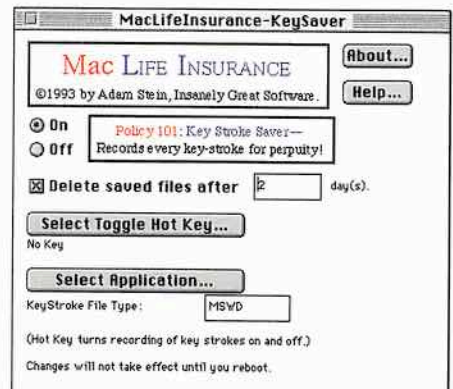 MacLifeInsurance-KeySaver
Mac LIFE INSURANCE
©1993 by Adam Stein, Insanely Great Software.
About...
Help...
On
Off
Policy 101: Key Stroke Saver—
Records every key-stroke for perpuity!
Delete saved files after 2 day(s).
Select Toggle Hot Key...
No Key
Select Application...
KeyStroke File Type: MSWD
(Hot Key turns recording of key strokes on and off.)
Changes will not take effect until you reboot.